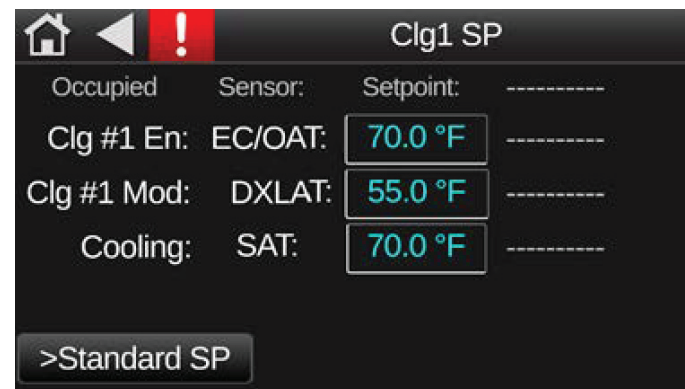 ! Clg1 SP
Occupied Sensor: Setpoint: ----------
Clg #1 En: EC/OAT: 70.0 °F ----------
Clg #1 Mod: DXLAT: 55.0 °F ----------
Cooling: SAT: 70.0 °F ----------
>Standard SP